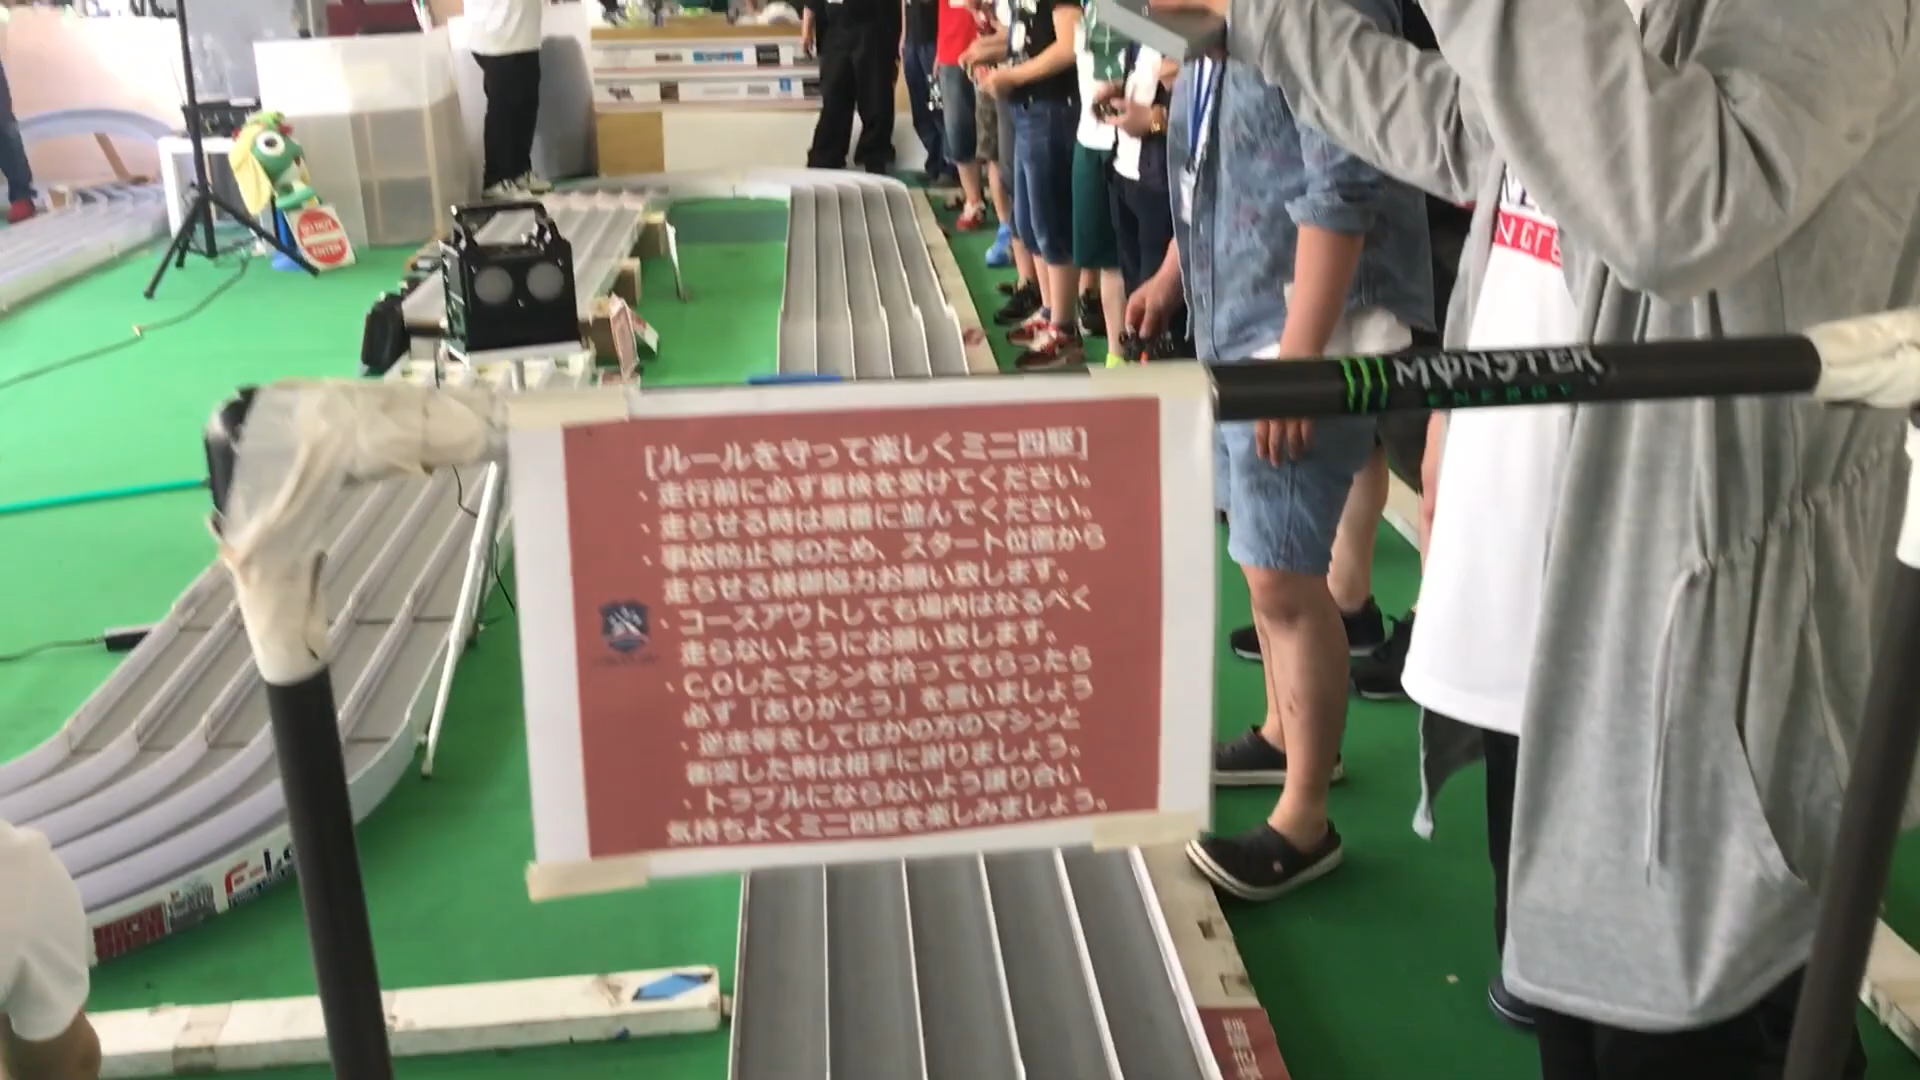 DO NOT
ENTER
MONSTER
ENERGY
[ルールを守って楽しくミニ四駆]
・走行前に必ず車検を受けてください。
・走らせる時は順番に並んでください。
・事故防止等のため、スタート位置から
走らせる様御協力お願い致します。
・コースアウトしても場内はなるべく
走らないようにお願い致します。
・C.Oしたマシンを拾ってもらったら
必ず「ありがとう」を言いましょう
・逆走等をしてほかの方のマシンと
衝突した時は相手に謝りましょう。
・トラブルにならないよう譲り合い
気持ちよくミニ四駆を楽しみましょう。